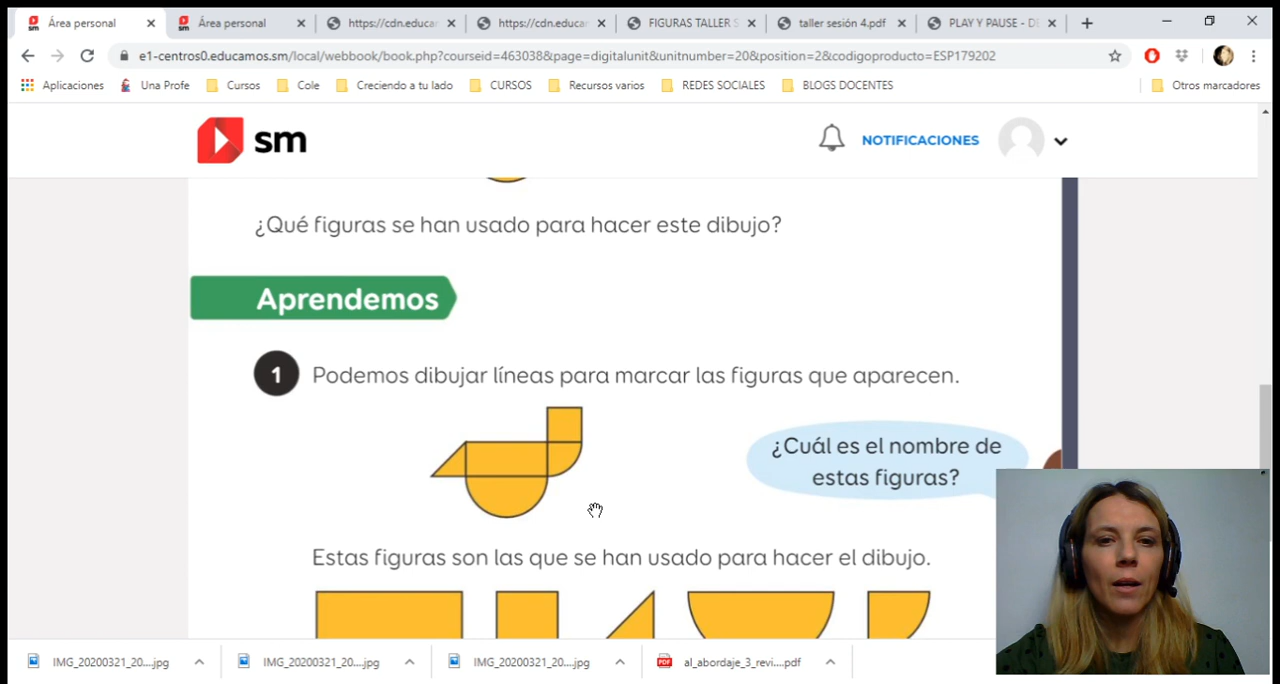 Área personal
Área personal
https://cdn.educa
https://cdn.educa
FIGURAS TALLER S
taller sesión 4.pdf
PLAY Y PAUSE - DE
e1-centros0.educamos.sm/local/webbook/book.php?courseid=463038&page=digitalunit&unitnumber=20&position=2&codigoproducto=ESP179202
Aplicaciones
Una Profe
Cursos
Cole
Creciendo a tu lado
CURSOS
Recursos varios
REDES SOCIALES
BLOGS DOCENTES
Otros marcadores
sm
NOTIFICACIONES
¿Qué figuras se han usado para hacer este dibujo?
Aprendemos
1 Podemos dibujar líneas para marcar las figuras que aparecen.
¿Cuál es el nombre de
estas figuras?
Estas figuras son las que se han usado para hacer el dibujo.
IMG_20200321_20....jpg
IMG_20200321_20....jpg
IMG_20200321_20....jpg
al_abordaje_3_revi....pdf